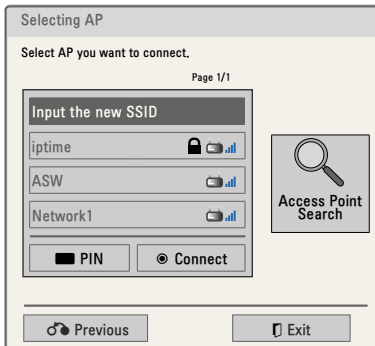 Selecting AP
Select AP you want to connect.
Page 1/1
Input the new SSID
iptime
ASW
Network1
PIN
Connect
Access Point
Search
Previous
Exit